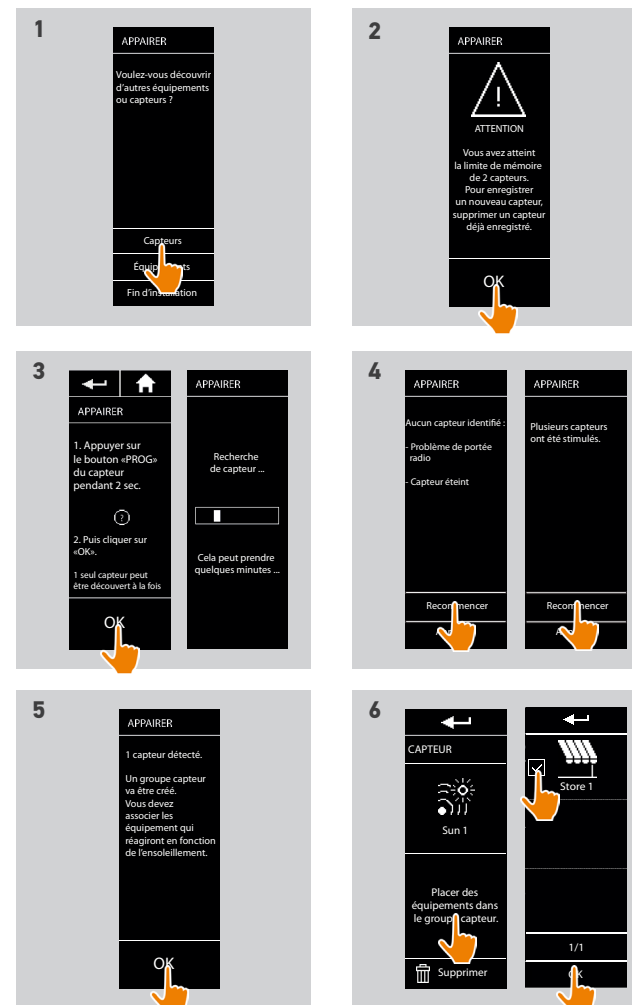 1
APPAIRER
Voulez-vous découvrir
d'autres équipements
ou capteurs ?
Capteurs
Fin d'installation
2
APPAIRER
!
ATTENTION
Vous avez atteint
la limite de mémoire
de 2 capteurs.
Pour enregistrer
un nouveau capteur,
supprimer un capteur
déjà enregistré.
OK
3
APPAIRER
1. Appuyer sur
le bouton «PROG»
du capteur
pendant 2 sec.
?
2. Puis cliquer sur
«OK».
1 seul capteur peut
être découvert à la fois
OK
APPAIRER
Recherche
de capteur ...
Cela peut prendre
quelques minutes ...
4
APPAIRER
Aucun capteur identifié :
- Problème de portée
radio
- Capteur éteint
Recommencer
APPAIRER
Plusieurs capteurs
ont été stimulés.
Recommencer
5
APPAIRER
1 capteur détecté.
Un groupe capteur
va être créé.
Vous devez
associer les
équipement qui
réagiront en fonction
de l'ensoleillement.
OK
6
CAPTEUR
Sun 1
Placer des
équipements dans
le groupe capteur.
Supprimer
Store 1
1/1
OK